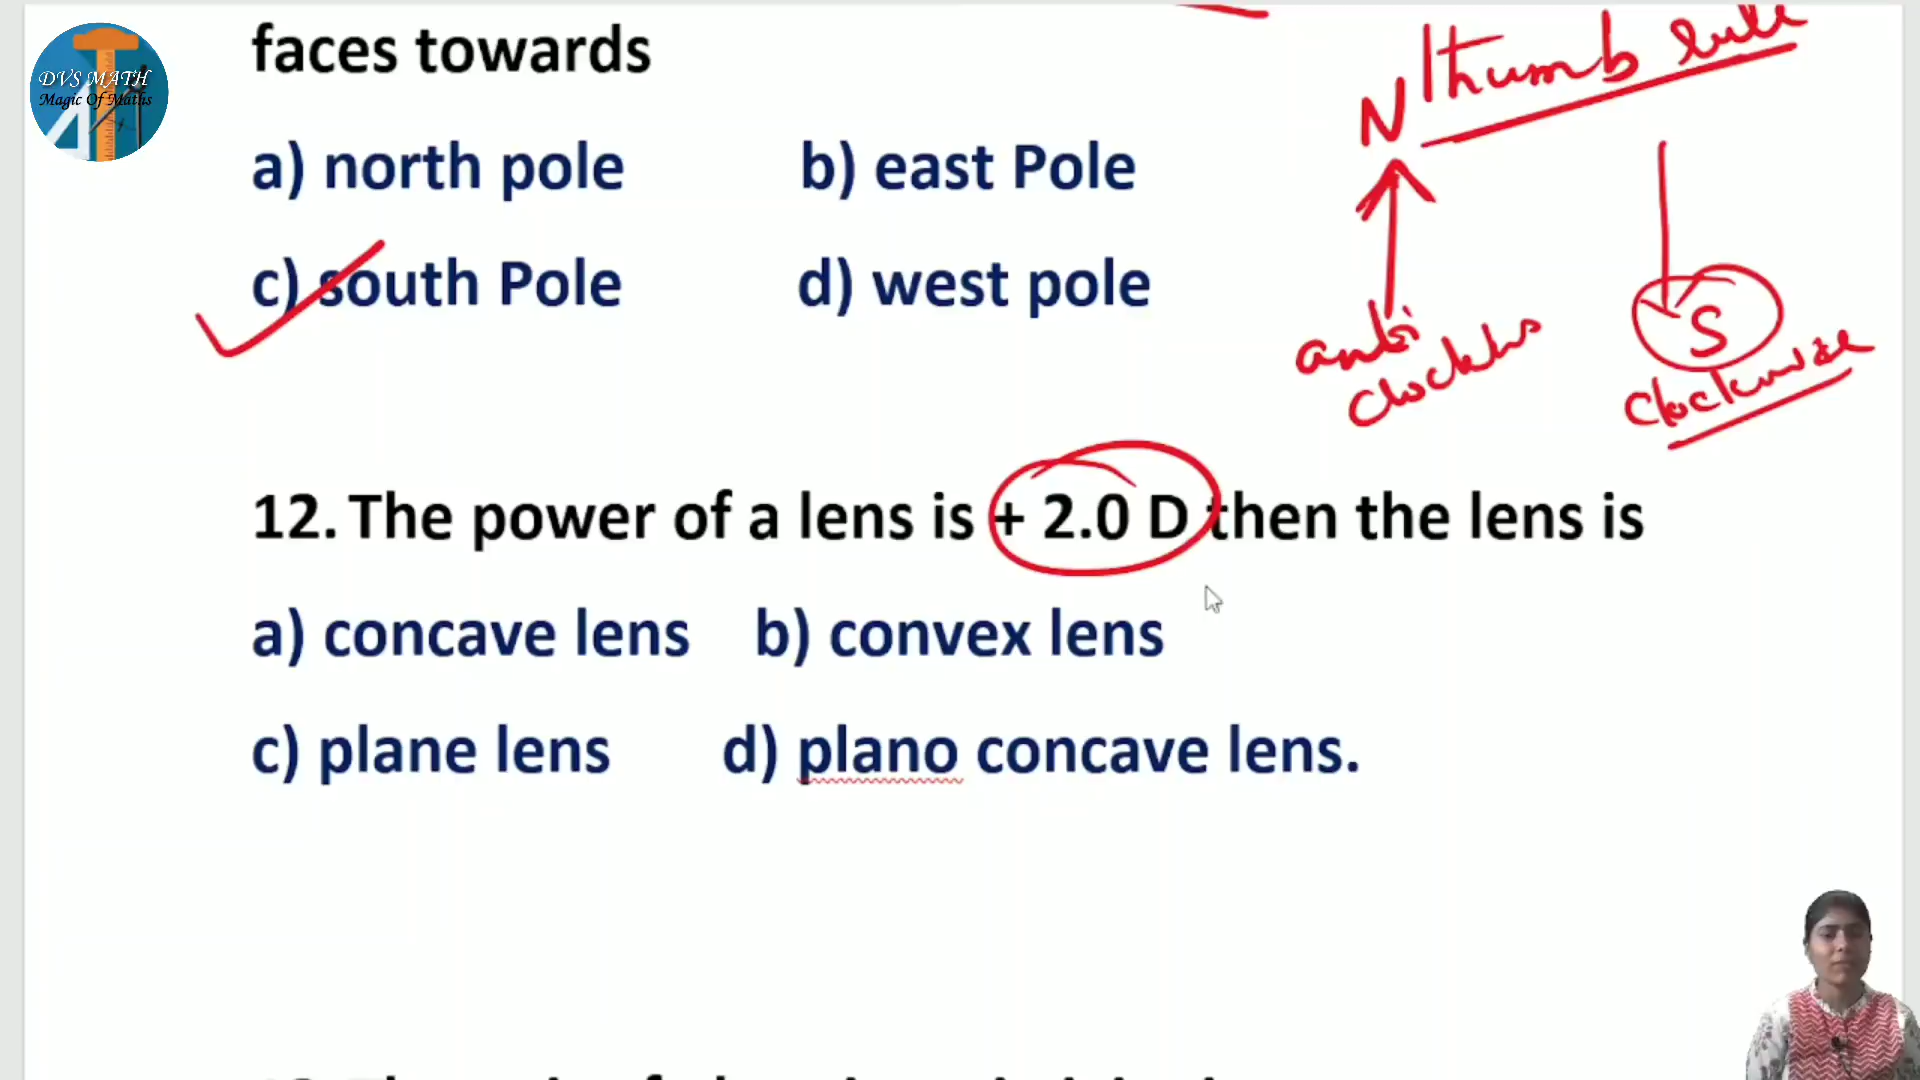 DVS MATH
Magic Of Maths
faces towards
a) north pole b) east Pole
c) south Pole d) west pole
N thumb rule
anti
clockwise
S
clockwise
12. The power of a lens is + 2.0 D then the lens is
a) concave lens b) convex lens
c) plane lens d) plano concave lens.